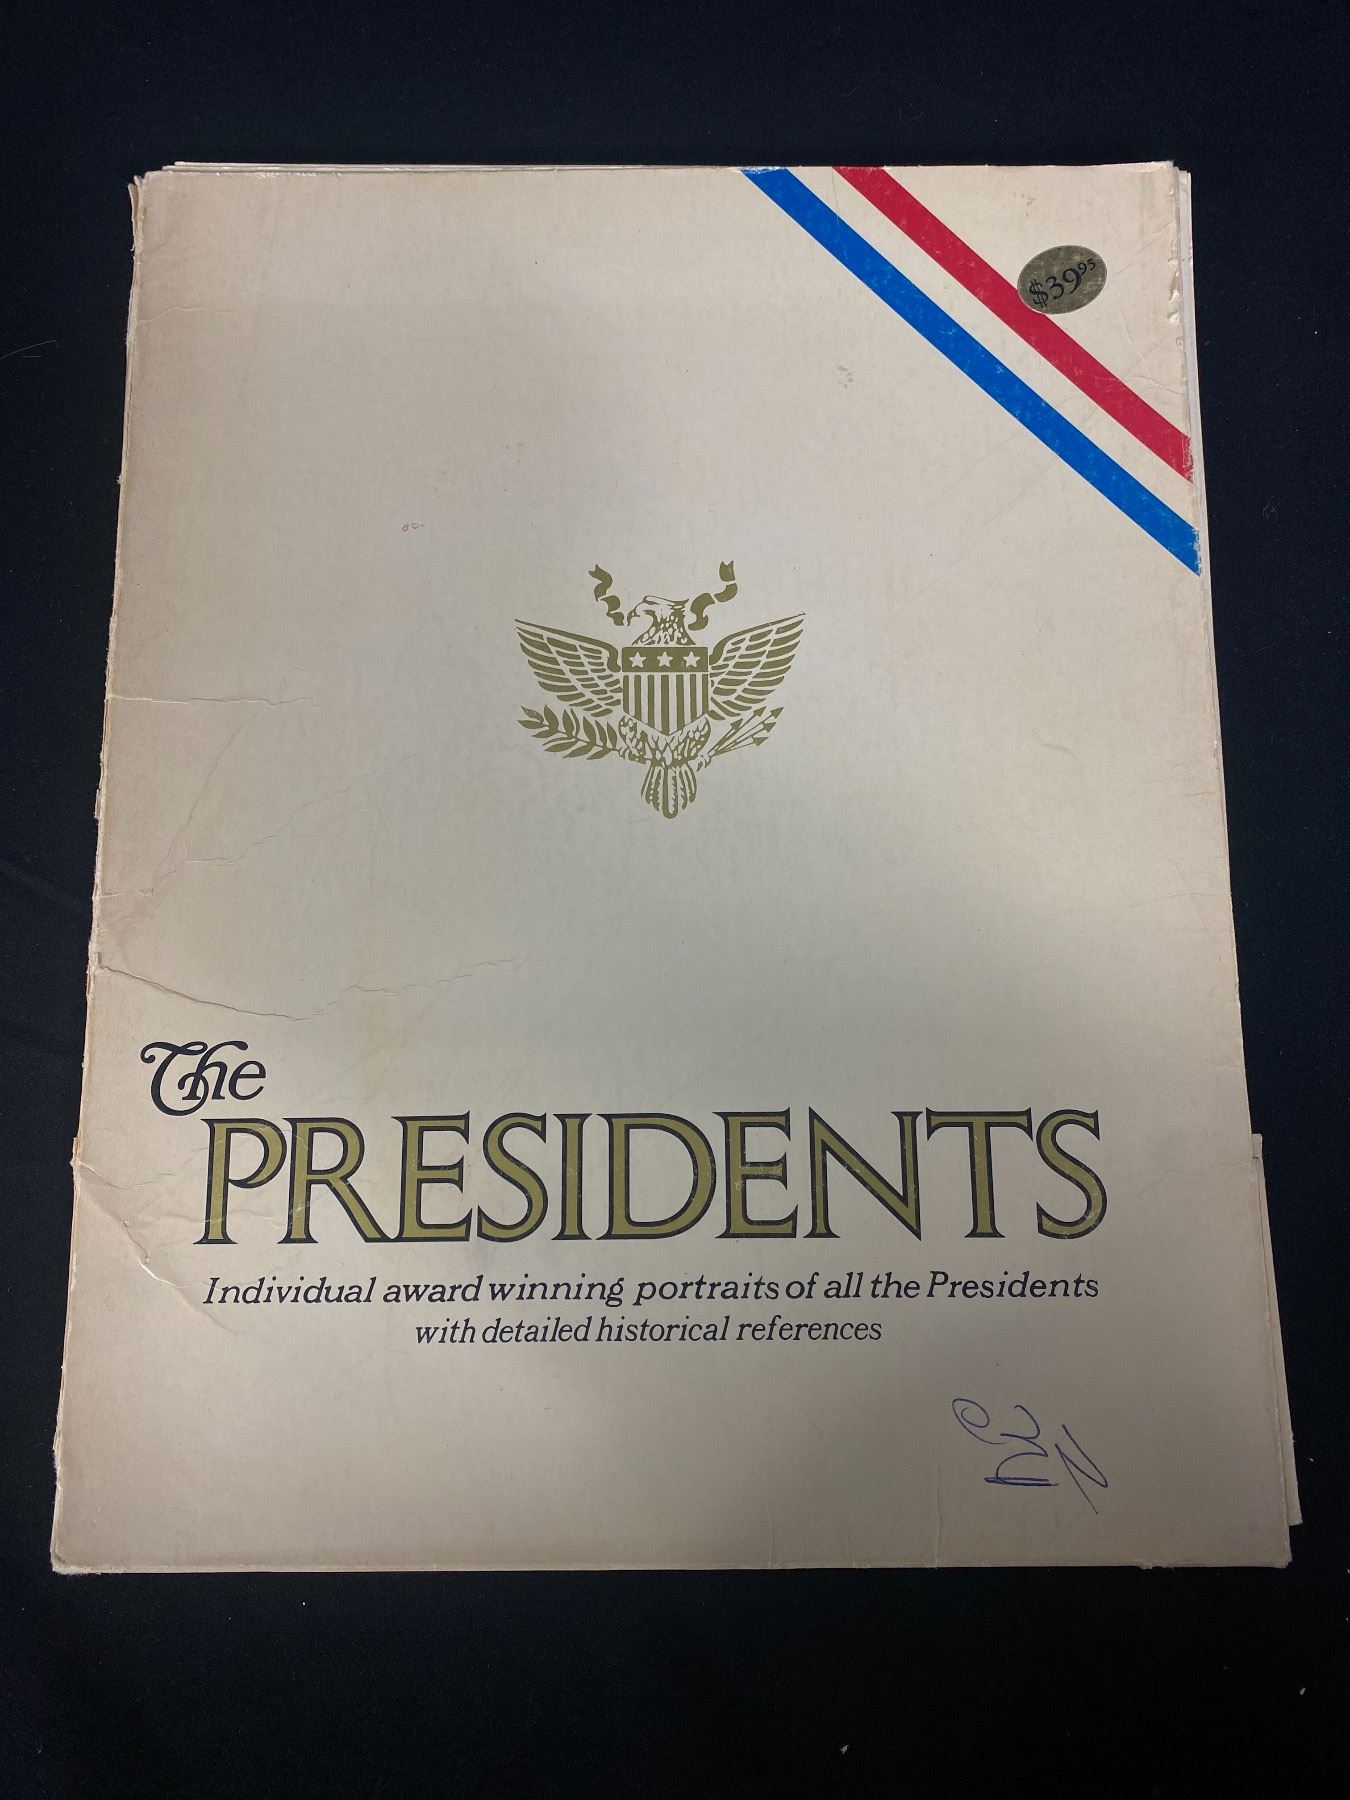 $39.95
The
PRESIDENTS
Individual award winning portraits of all the Presidents
with detailed historical references